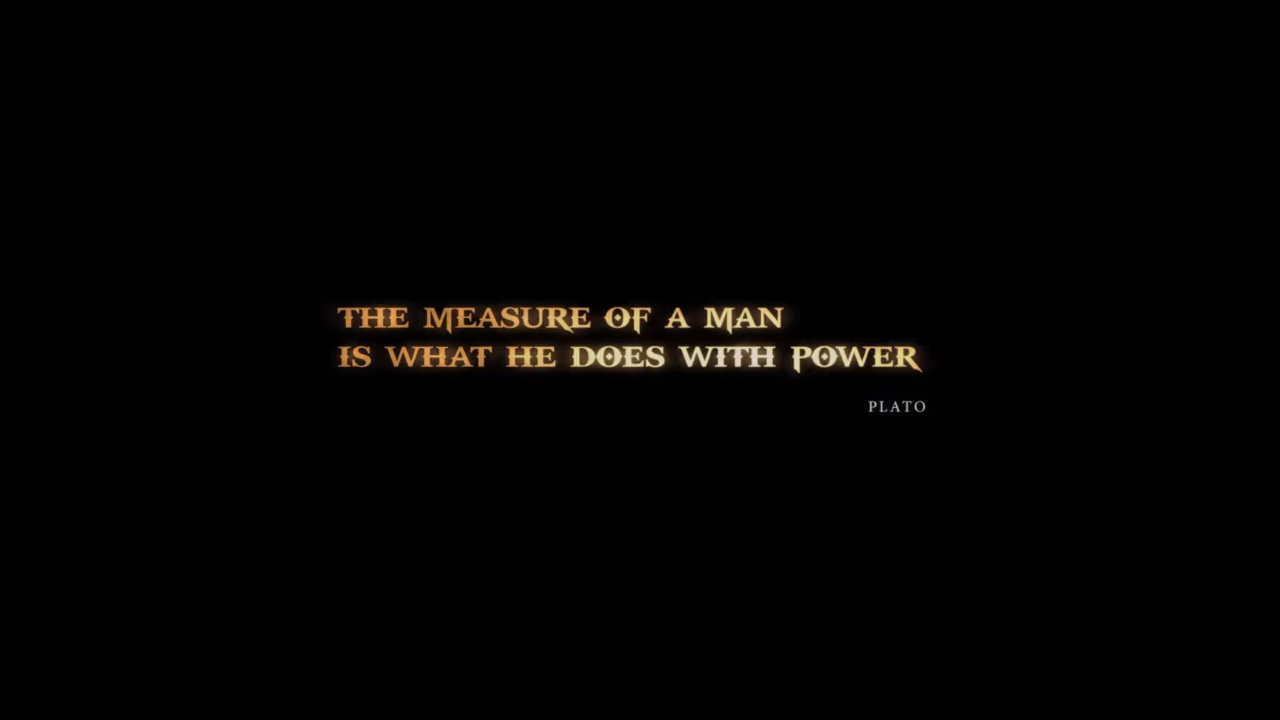 THE MEASURE OF A MAN
IS WHAT HE DOES WITH POWER
PLATO